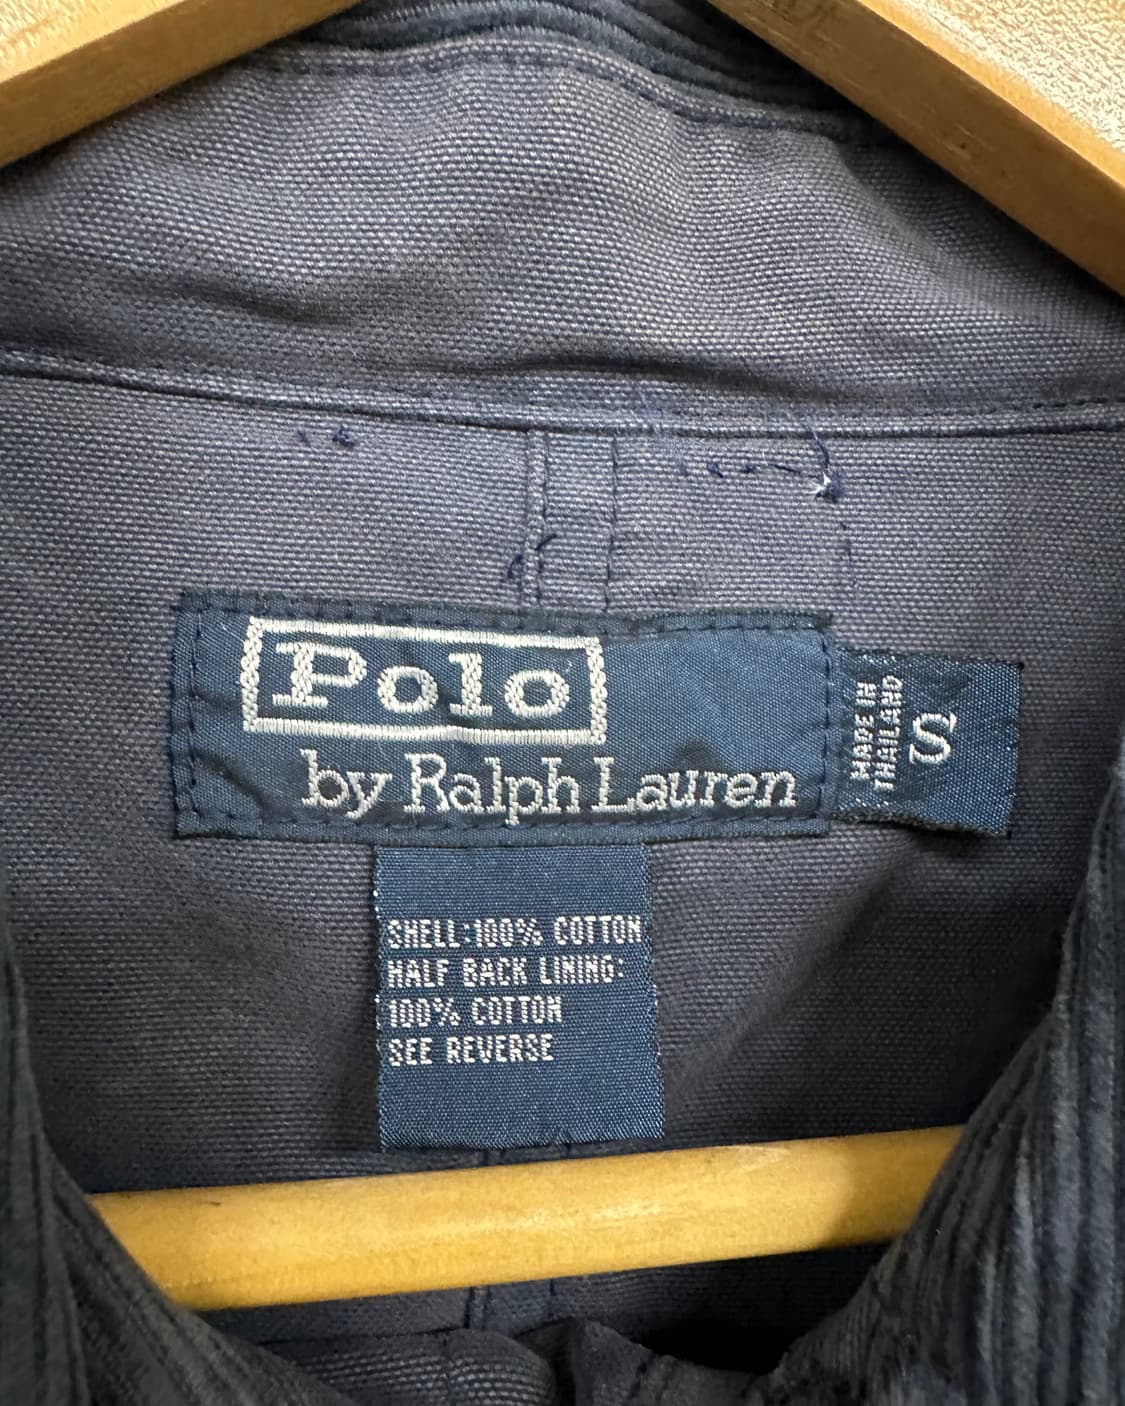 Polo
by Ralph Lauren
MADE IN
THAILAND
S
SHELL:100% COTTON
HALF BACK LINING:
100% COTTON
SEE REVERSE